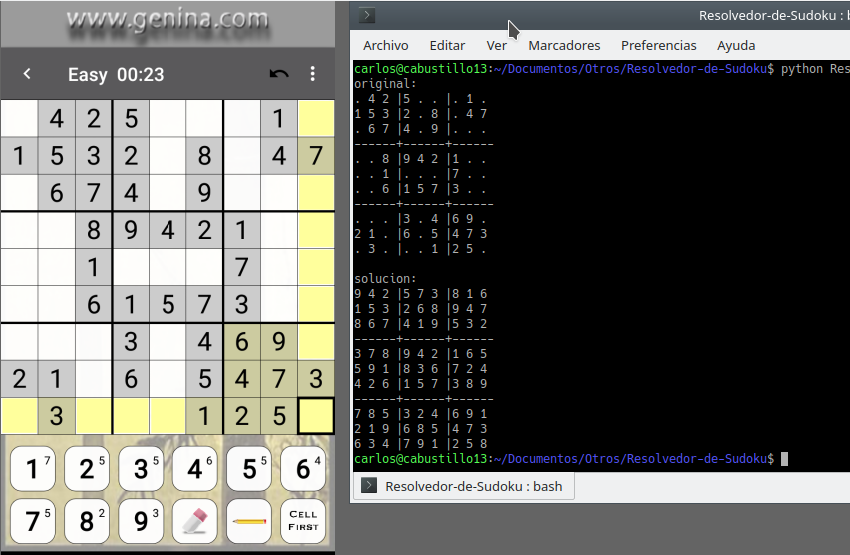 www.genina.com
Easy 00:23
4 2 5 1
1 5 3 2 8 4 7
6 7 4 9
8 9 4 2 1
1 7
6 1 5 7 3
3 4 6 9
2 1 6 5 4 7 3
3 1 2 5
1 7 2 5 3 5 4 6 5 5 6 4
7 5 8 2 9 3 CELL FIRST
Resolvedor-de-Sudoku : b
Archivo Editar Ver Marcadores Preferencias Ayuda
carlos@cabustillo13:~/Documentos/Otros/Resolvedor-de-Sudoku$ python Res
original:
. 4 2 |5 . . |. 1 .
1 5 3 |2 . 8 |. 4 7
. 6 7 |4 . 9 |. . .
------+------+------
. . 8 |9 4 2 |1 . .
. . 1 |. . . |7 . .
. . 6 |1 5 7 |3 . .
------+------+------
. . . |3 . 4 |6 9 .
2 1 . |6 . 5 |4 7 3
. 3 . |. . 1 |2 5 .
solucion:
9 4 2 |5 7 3 |8 1 6
1 5 3 |2 6 8 |9 4 7
8 6 7 |4 1 9 |5 3 2
------+------+------
3 7 8 |9 4 2 |1 6 5
5 9 1 |8 3 6 |7 2 4
4 2 6 |1 5 7 |3 8 9
------+------+------
7 8 5 |3 2 4 |6 9 1
2 1 9 |6 8 5 |4 7 3
6 3 4 |7 9 1 |2 5 8
carlos@cabustillo13:~/Documentos/Otros/Resolvedor-de-Sudoku$
Resolvedor-de-Sudoku : bash